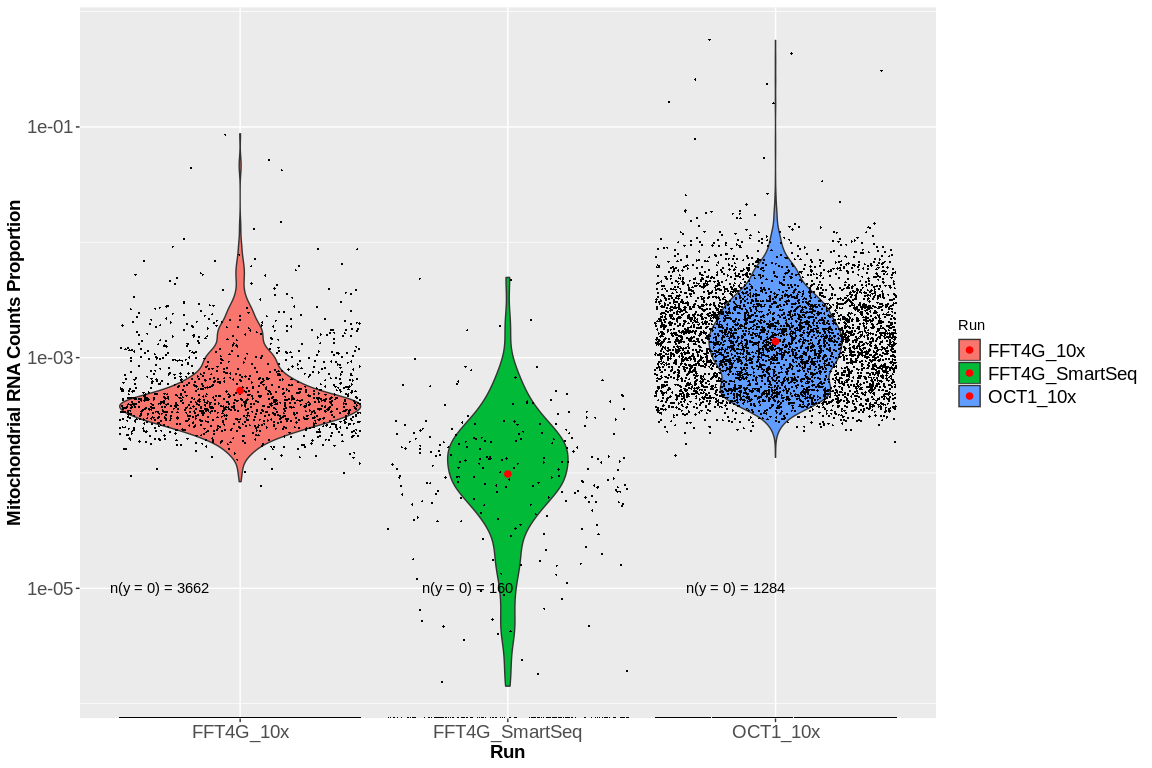 Mitochondrial RNA Counts Proportion
1e-01
1e-03
1e-05
n(y = 0) = 3662
n(y = 0) = 160
n(y = 0) = 1284
FFT4G_10x
FFT4G_SmartSeq
OCT1_10x
Run
Run
FFT4G_10x
FFT4G_SmartSeq
OCT1_10x